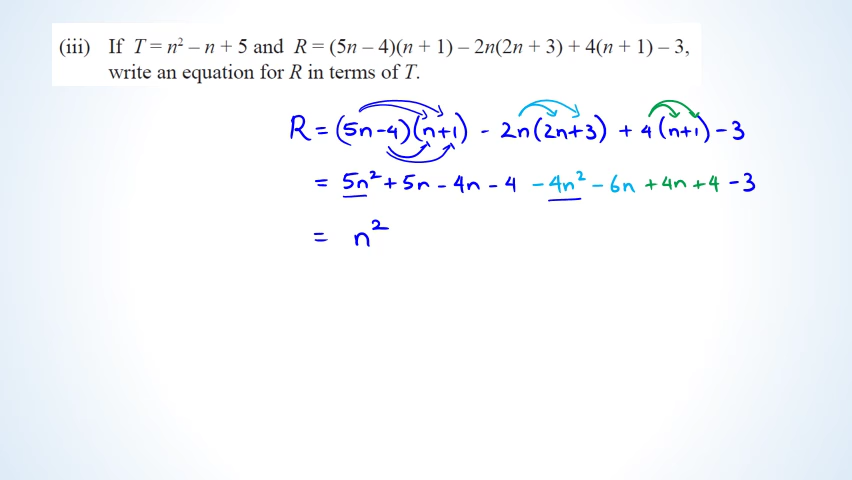 (iii) If T = n² – n + 5 and R = (5n – 4)(n + 1) – 2n(2n + 3) + 4(n + 1) – 3,
write an equation for R in terms of T.
R = (5n - 4)(n + 1) - 2n(2n + 3) + 4(n + 1) - 3
= 5n² + 5n - 4n - 4 - 4n² - 6n + 4n + 4 - 3
= n²